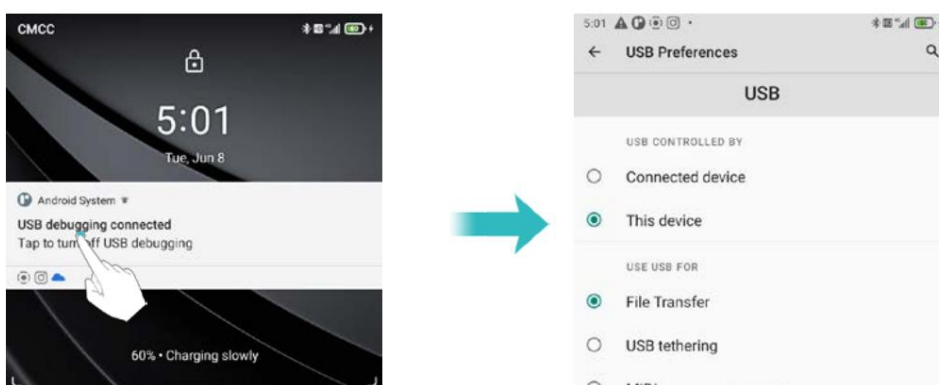 CMCC
5:01
Tue, Jun 8
Android System
USB debugging connected
Tap to turn off USB debugging
60% • Charging slowly
5:01
USB Preferences
USB
USB CONTROLLED BY
Connected device
This device
USE USB FOR
File Transfer
USB tethering